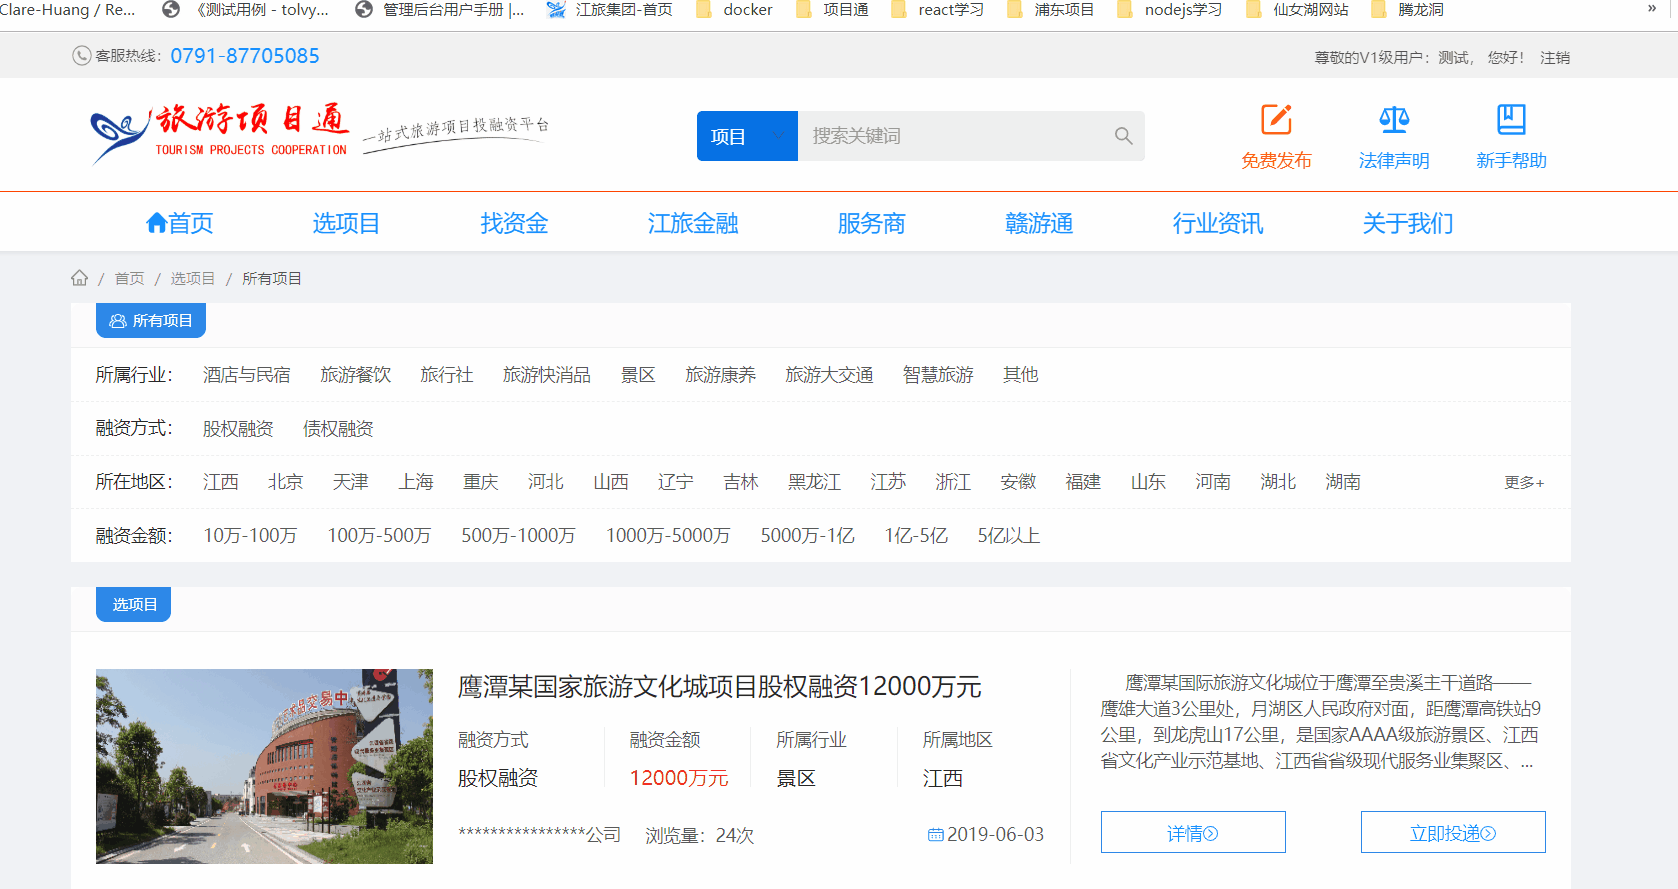 Clare-Huang / Re... 《测试用例 - tolvy... 管理后台用户手册 |... 江旅集团-首页 docker 项目通 react学习 浦东项目 nodejs学习 仙女湖网站 腾龙洞 »
客服热线： 0791-87705085 尊敬的V1级用户：测试， 您好！ 注销
旅游项目通 一站式旅游项目投融资平台
TOURISM PROJECTS COOPERATION
项目 搜索关键词
免费发布 法律声明 新手帮助
首页 选项目 找资金 江旅金融 服务商 赣游通 行业资讯 关于我们
/ 首页 / 选项目 / 所有项目
所有项目
所属行业： 酒店与民宿 旅游餐饮 旅行社 旅游快消品 景区 旅游康养 旅游大交通 智慧旅游 其他
融资方式： 股权融资 债权融资
所在地区： 江西 北京 天津 上海 重庆 河北 山西 辽宁 吉林 黑龙江 江苏 浙江 安徽 福建 山东 河南 湖北 湖南 更多+
融资金额： 10万-100万 100万-500万 500万-1000万 1000万-5000万 5000万-1亿 1亿-5亿 5亿以上
选项目
鹰潭某国家旅游文化城项目股权融资12000万元
融资方式 融资金额 所属行业 所属地区
股权融资 12000万元 景区 江西
****************公司 浏览量：24次 2019-06-03
鹰潭某国际旅游文化城位于鹰潭至贵溪主干道路——
鹰雄大道3公里处，月湖区人民政府对面，距鹰潭高铁站9
公里，到龙虎山17公里，是国家AAAA级旅游景区、江西
省文化产业示范基地、江西省省级现代服务业集聚区、...
详情 立即投递